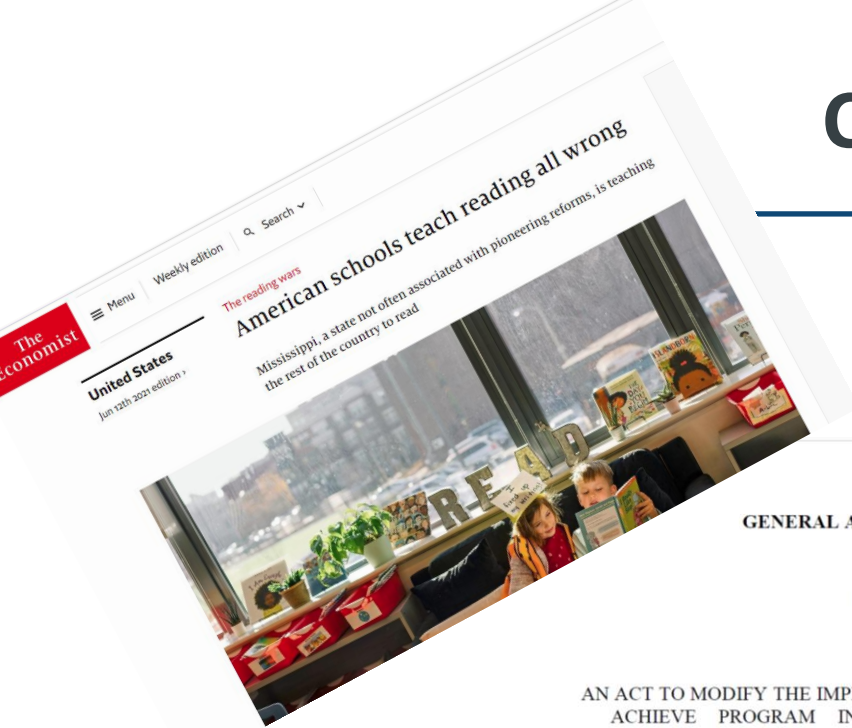 The
Economist
Menu
Weekly edition
Search
United States
Jun 12th 2021 edition ›
The reading wars
American schools teach reading all wrong
Mississippi, a state not often associated with pioneering reforms, is teaching
the rest of the country to read
READ
GENERAL
AN ACT TO MODIFY THE
ACHIEVE PROGRAM